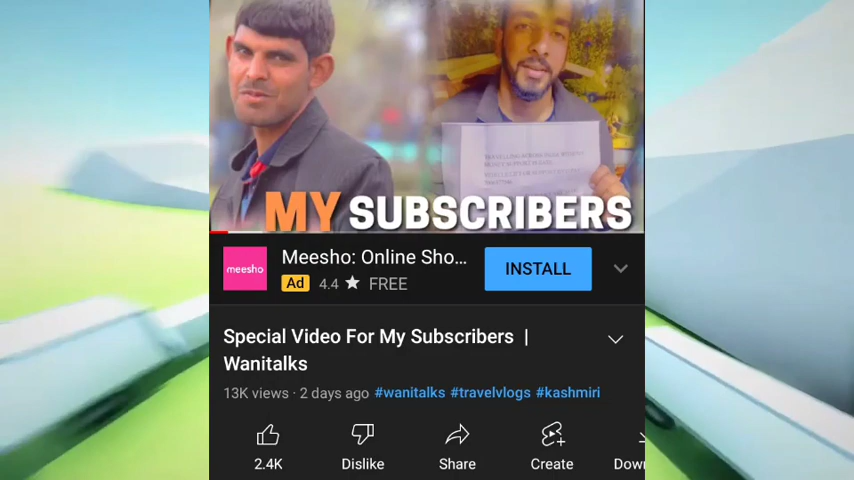 MY SUBSCRIBERS
meesho
Meesho: Online Sho...
Ad 4.4 ★ FREE
INSTALL
Special Video For My Subscribers |
Wanitalks
13K views · 2 days ago #wanitalks #travelvlogs #kashmiri
2.4K Dislike Share Create Down